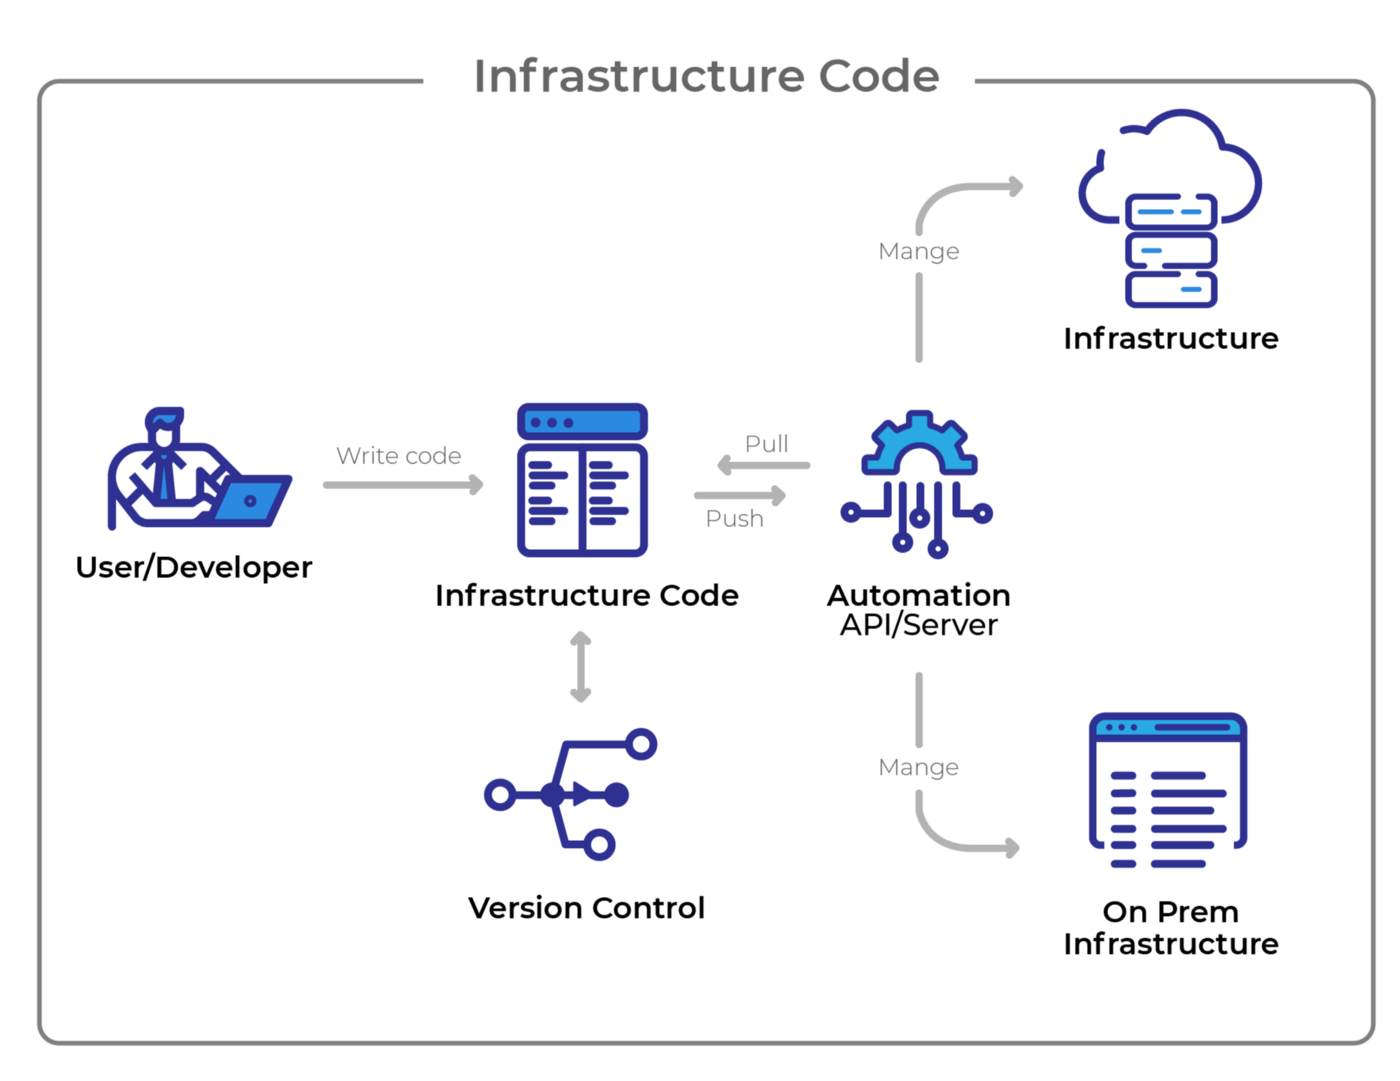 Infrastructure Code
Mange
Infrastructure
Write code
Pull
Push
User/Developer
Infrastructure Code
Automation
API/Server
Mange
Version Control
On Prem
Infrastructure